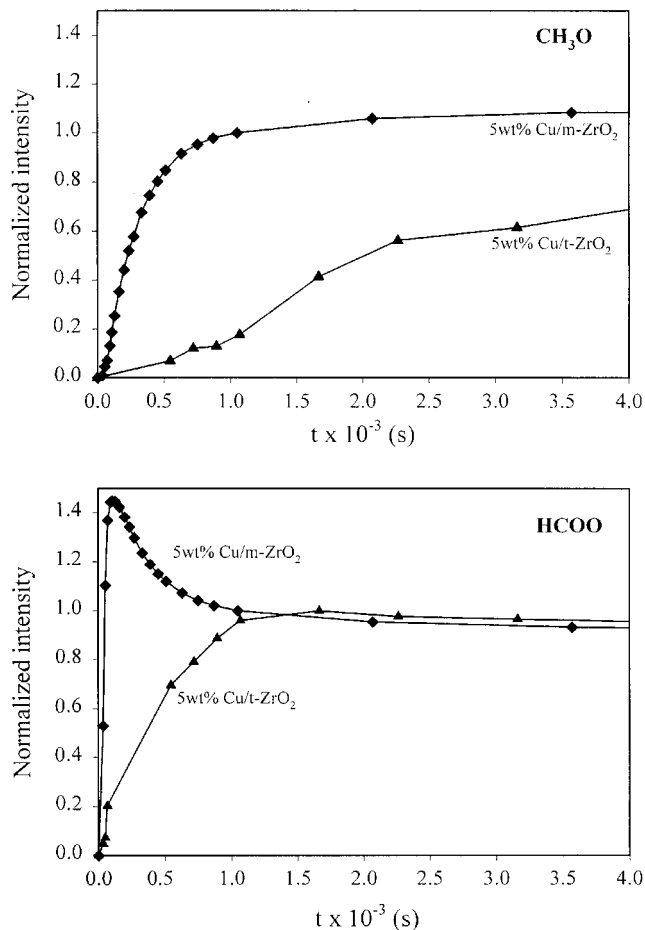 CH₃O
Normalized intensity
1.4
1.2
1.0
0.8
0.6
0.4
0.2
0.0
5wt% Cu/m-ZrO₂
5wt% Cu/t-ZrO₂
0.0 0.5 1.0 1.5 2.0 2.5 3.0 3.5 4.0
t x 10⁻³ (s)
HCOO
Normalized intensity
1.4
1.2
1.0
0.8
0.6
0.4
0.2
0.0
5wt% Cu/m-ZrO₂
5wt% Cu/t-ZrO₂
0.0 0.5 1.0 1.5 2.0 2.5 3.0 3.5 4.0
t x 10⁻³ (s)